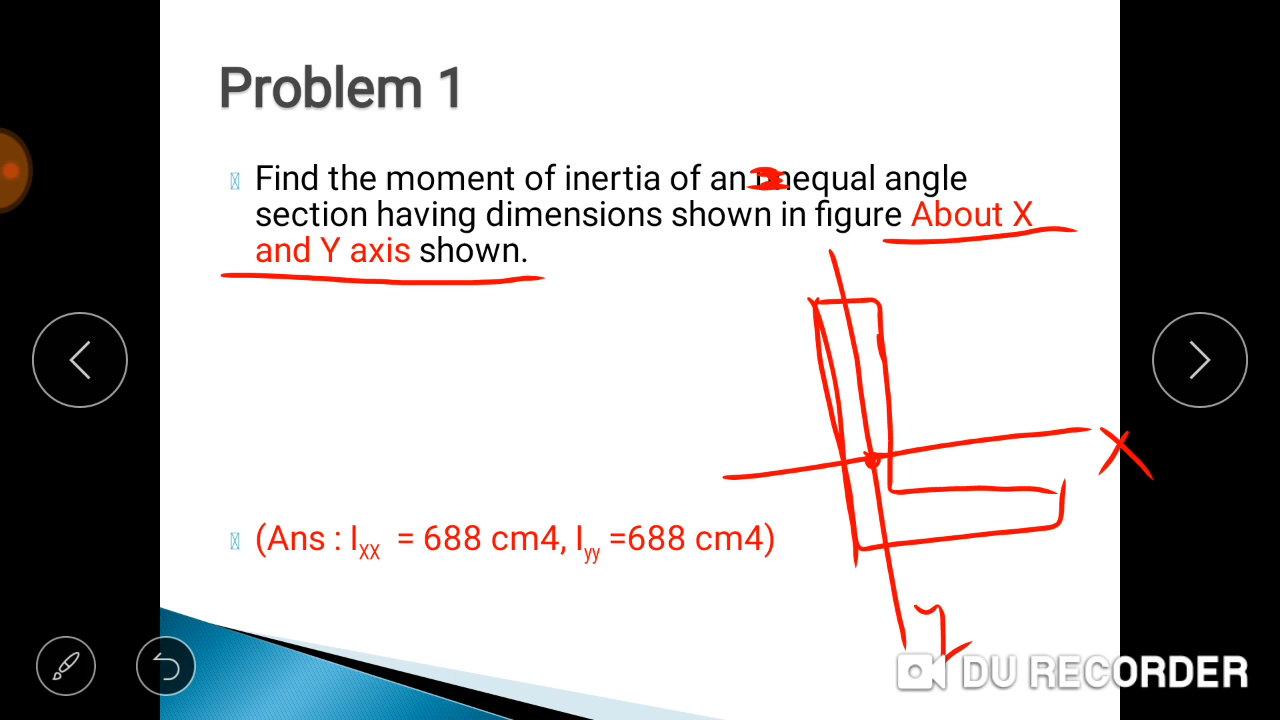 Problem 1
Find the moment of inertia of an equal angle
section having dimensions shown in figure About X
and Y axis shown.
X
(Ans : IXX = 688 cm4, Iyy =688 cm4)
y
DU RECORDER